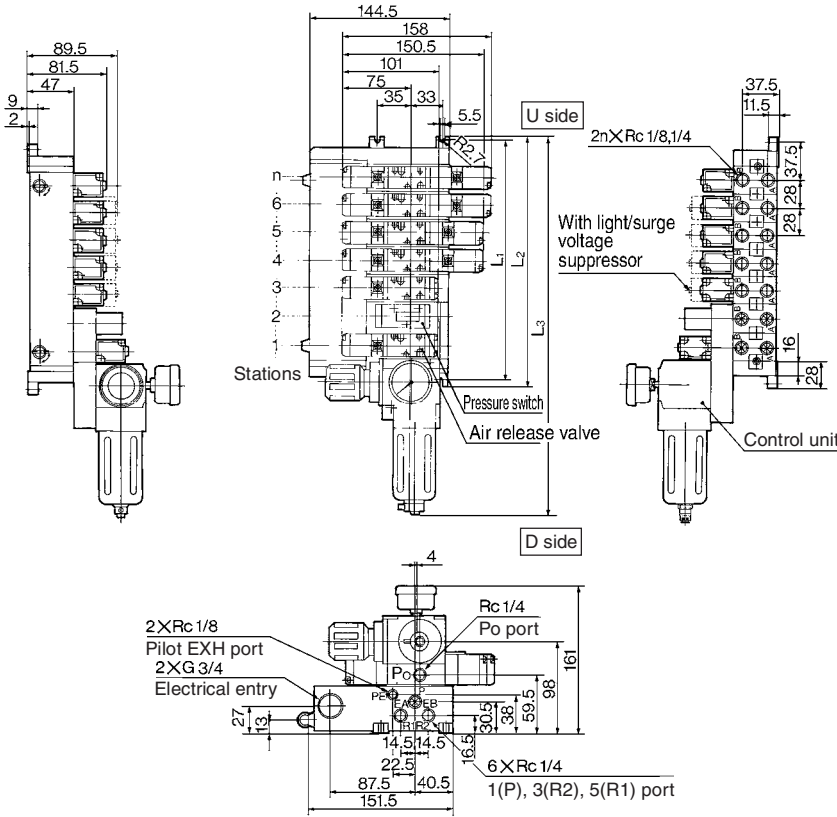 144.5
158
150.5
101
75
35
33
5.5
R2.7
U side
89.5
81.5
47
9
2
37.5
11.5
2n×Rc 1/8,1/4
37.5
28
28
With light/surge
voltage
suppressor
16
28
Control unit
n
6
5
4
3
2
1
Stations
L1
L2
L3
Pressure switch
Air release valve
D side
4
Rc 1/4
Po port
2×Rc 1/8
Pilot EXH port
2×G 3/4
Electrical entry
Po
PE
P
EA
EB
R1
R2
27
13
14.5
14.5
22.5
87.5
40.5
151.5
16.5
30.5
38
59.5
98
161
6×Rc 1/4
1(P), 3(R2), 5(R1) port